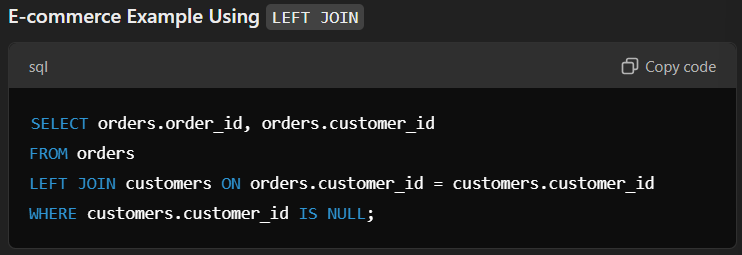 E-commerce Example Using LEFT JOIN
sql Copy code
SELECT orders.order_id, orders.customer_id
FROM orders
LEFT JOIN customers ON orders.customer_id = customers.customer_id
WHERE customers.customer_id IS NULL;